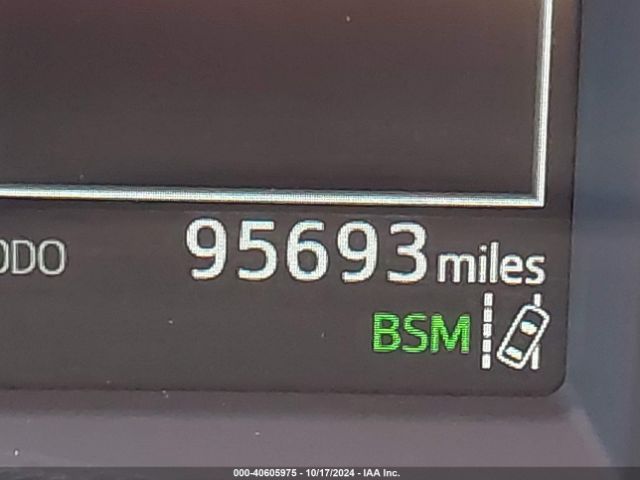 ODO 95693 miles
BSM
000-40605975 - 10/17/2024 - IAA Inc.